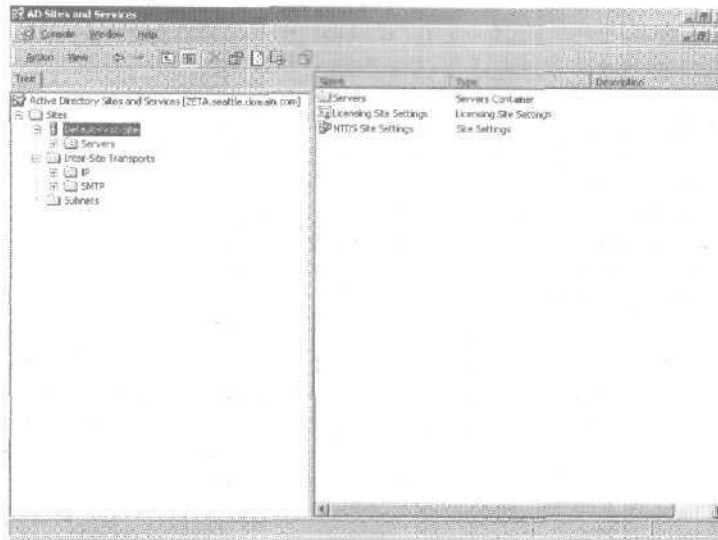 AD Sites and Services
Console Window Help
Action View
Tree
Name Type Description
Active Directory Sites and Services [ZETA.seattle.domain.com]
Sites
Default-First-Site
Servers
Inter-Site Transports
IP
SMTP
Subnets
Servers Servers Container
Licensing Site Settings Licensing Site Settings
NTDS Site Settings Site Settings